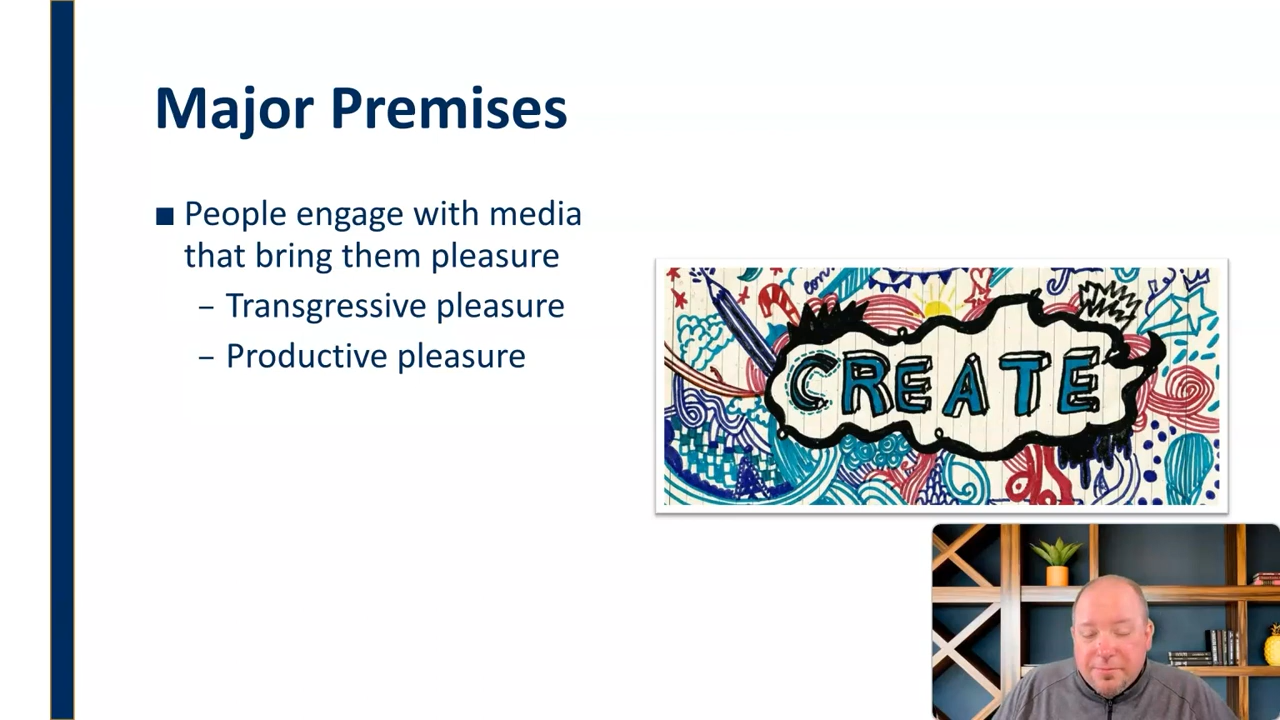 Major Premises
■ People engage with media
that bring them pleasure
– Transgressive pleasure
– Productive pleasure
CREATE